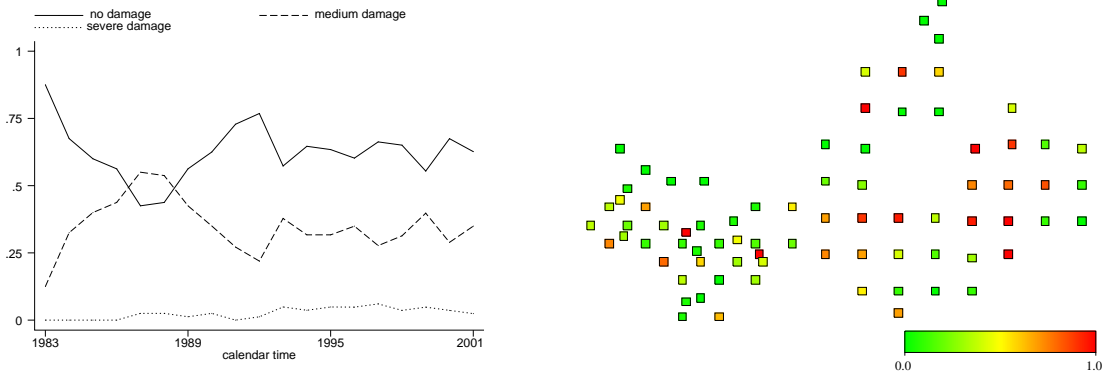 no damage
medium damage
severe damage
1
.75
.5
.25
0
1983 1989 1995 2001
calendar time
0.0 1.0